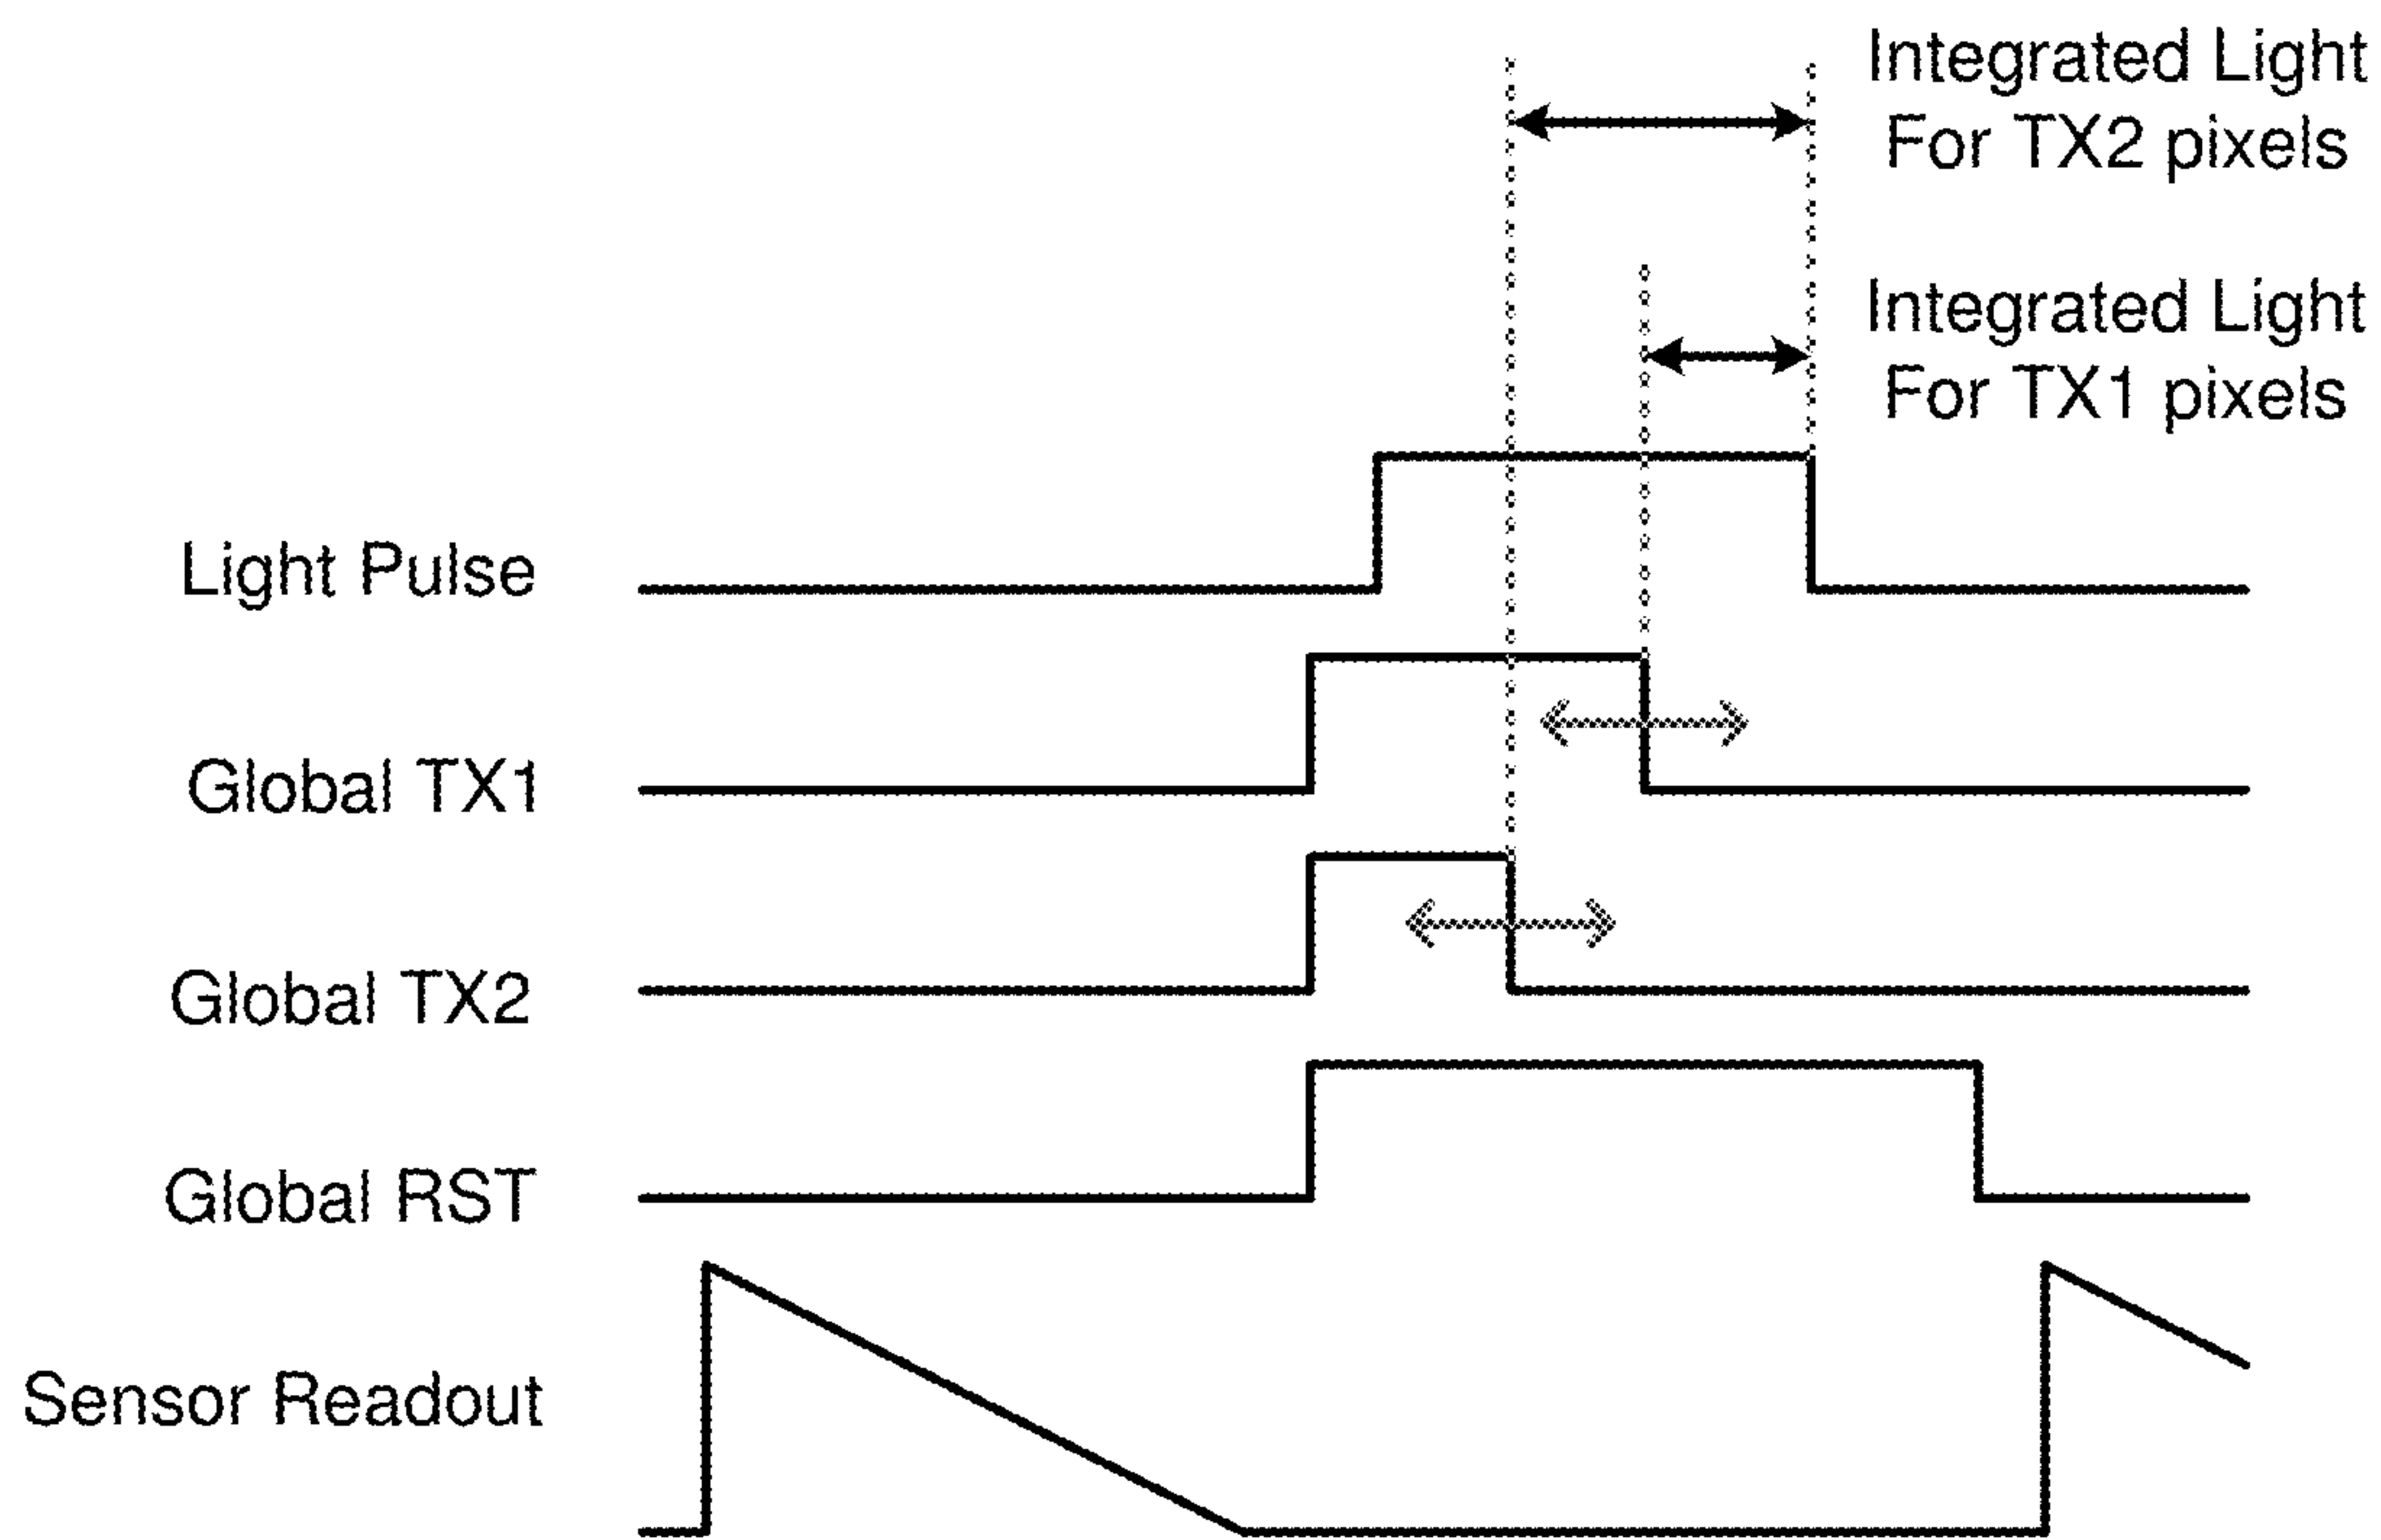 Integrated Light
For TX2 pixels
Integrated Light
For TX1 pixels
Light Pulse
Global TX1
Global TX2
Global RST
Sensor Readout